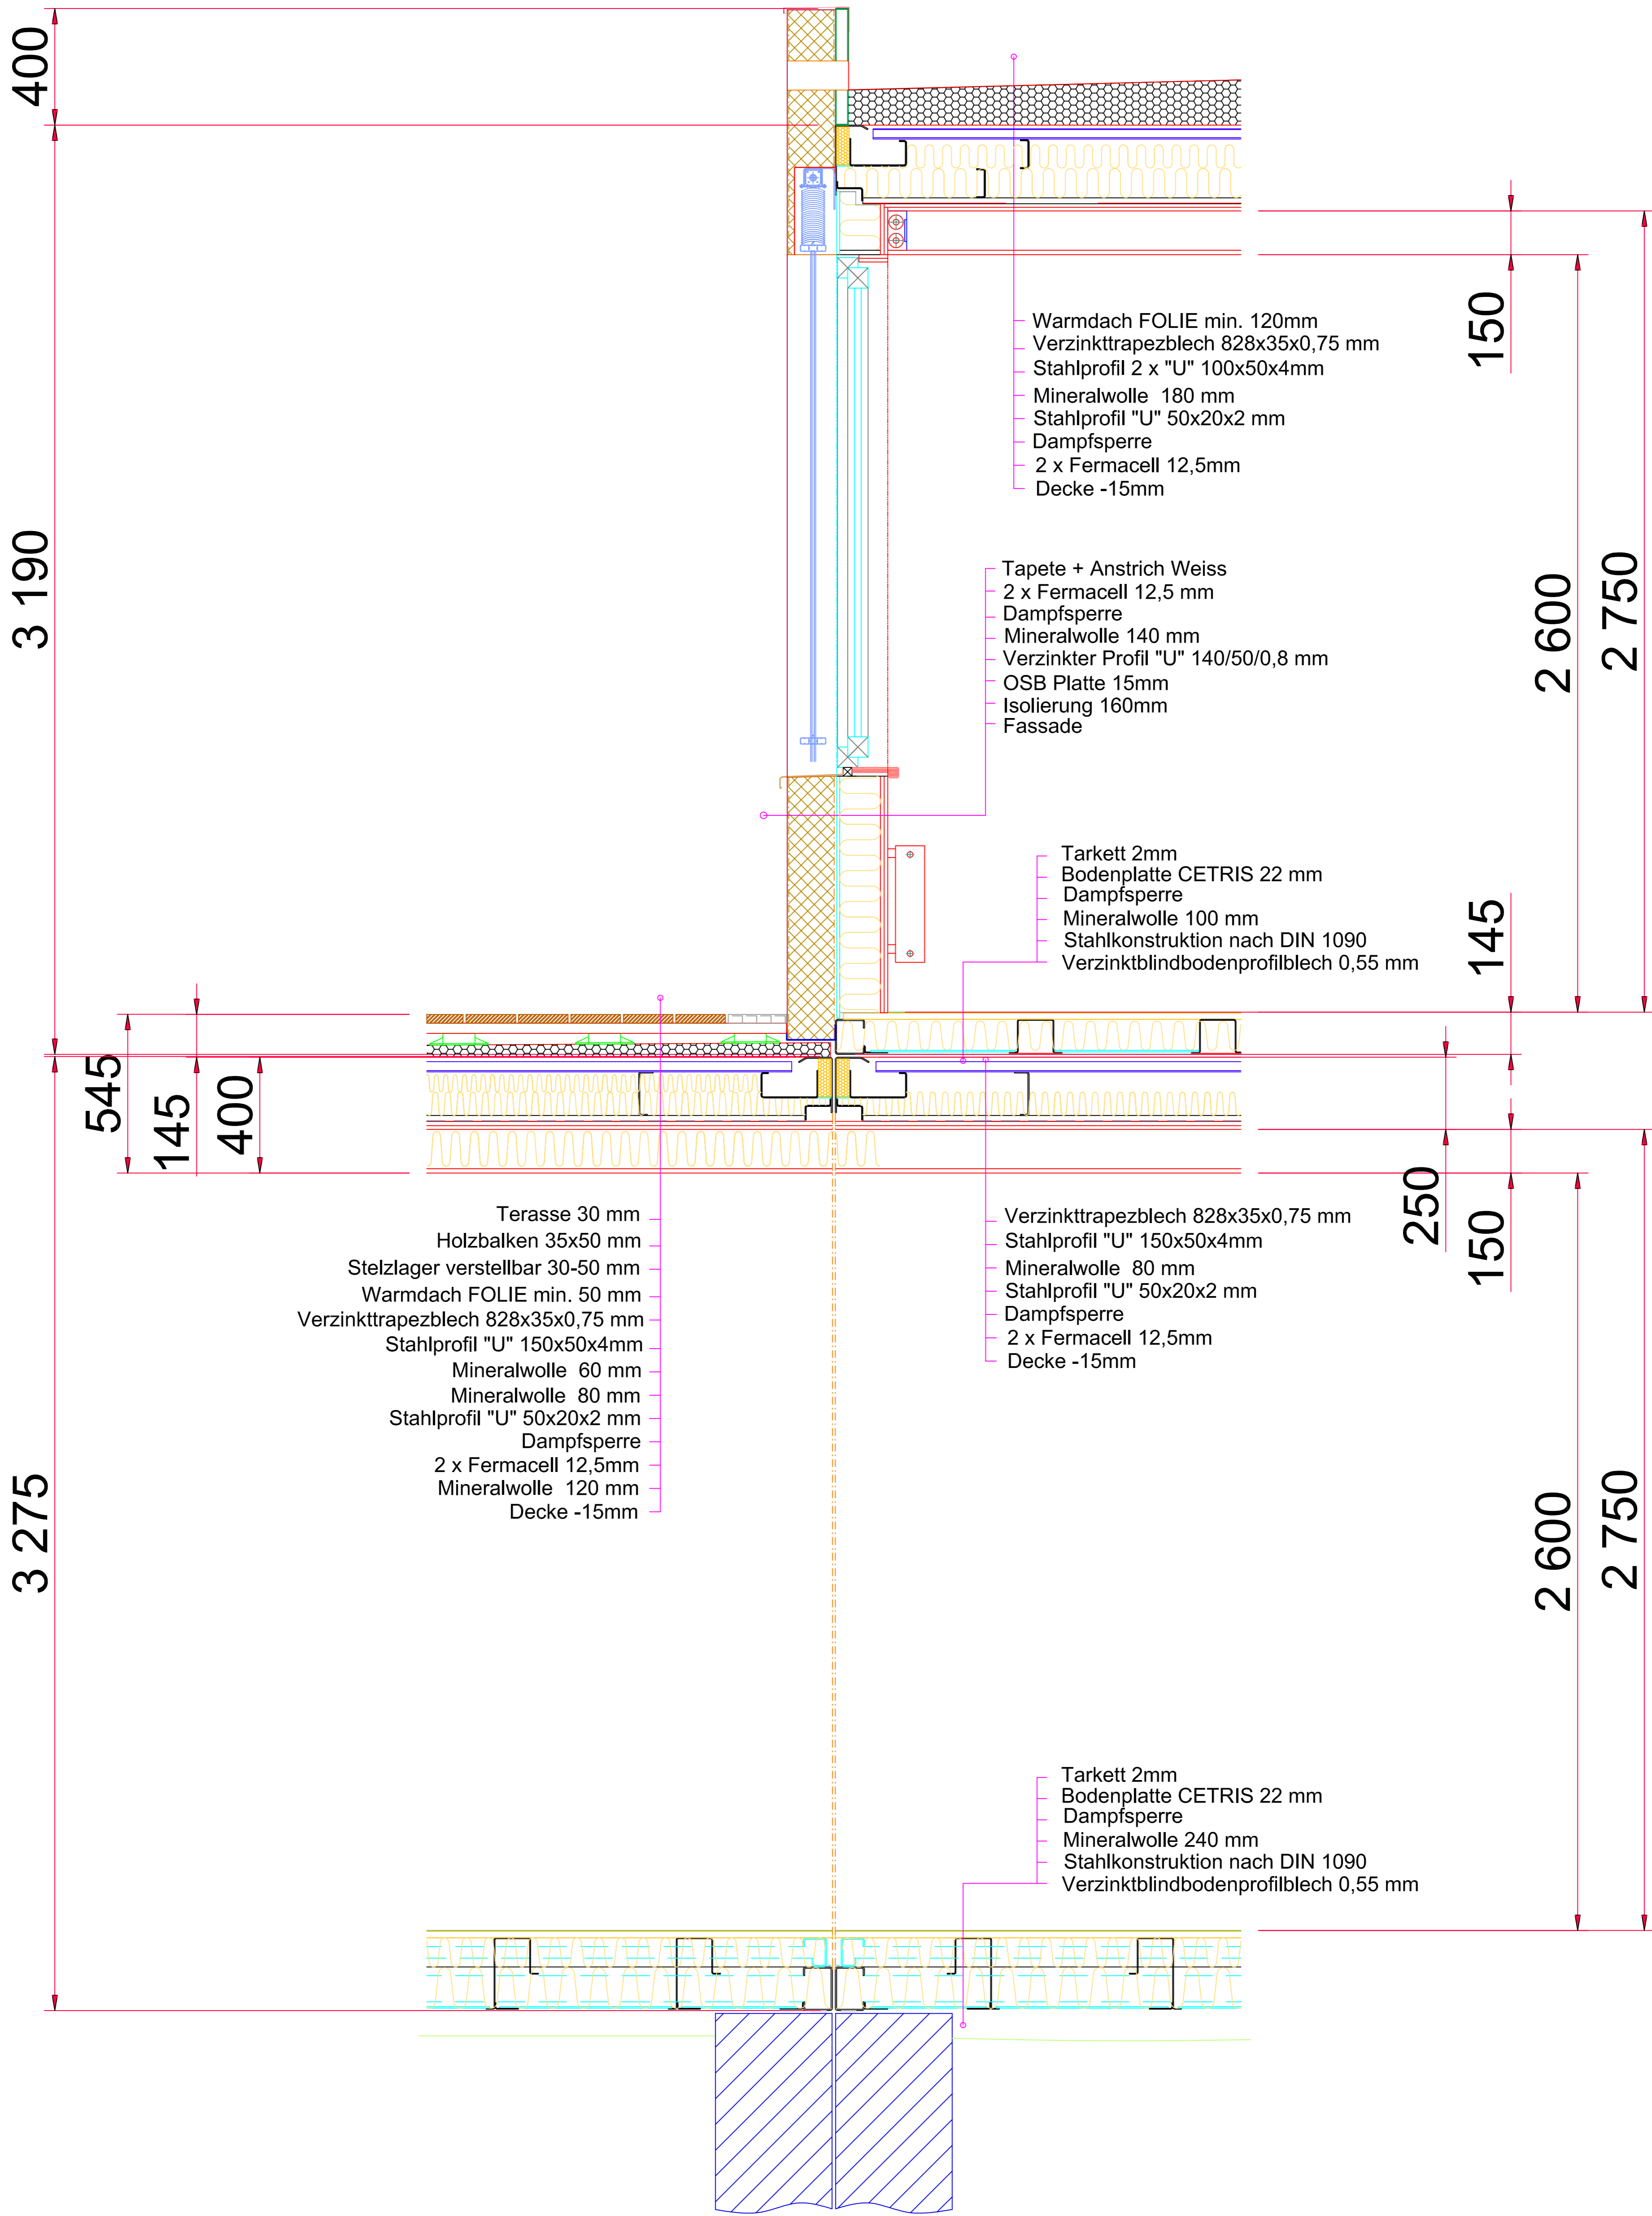 400
3 190
3 275
545
145
400
Warmdach FOLIE min. 120mm
Verzinkttrapezblech 828x35x0,75 mm
Stahlprofil 2 x "U" 100x50x4mm
Mineralwolle 180 mm
Stahlprofil "U" 50x20x2 mm
Dampfsperre
2 x Fermacell 12,5mm
Decke -15mm
Tapete + Anstrich Weiss
2 x Fermacell 12,5 mm
Dampfsperre
Mineralwolle 140 mm
Verzinkter Profil "U" 140/50/0,8 mm
OSB Platte 15mm
Isolierung 160mm
Fassade
Tarkett 2mm
Bodenplatte CETRIS 22 mm
Dampfsperre
Mineralwolle 100 mm
Stahlkonstruktion nach DIN 1090
Verzinktblindbodenprofilblech 0,55 mm
150
2 600
2 750
145
250
150
2 600
2 750
Terasse 30 mm
Holzbalken 35x50 mm
Stelzlager verstellbar 30-50 mm
Warmdach FOLIE min. 50 mm
Verzinkttrapezblech 828x35x0,75 mm
Stahlprofil "U" 150x50x4mm
Mineralwolle 60 mm
Mineralwolle 80 mm
Stahlprofil "U" 50x20x2 mm
Dampfsperre
2 x Fermacell 12,5mm
Mineralwolle 120 mm
Decke -15mm
Verzinkttrapezblech 828x35x0,75 mm
Stahlprofil "U" 150x50x4mm
Mineralwolle 80 mm
Stahlprofil "U" 50x20x2 mm
Dampfsperre
2 x Fermacell 12,5mm
Decke -15mm
Tarkett 2mm
Bodenplatte CETRIS 22 mm
Dampfsperre
Mineralwolle 240 mm
Stahlkonstruktion nach DIN 1090
Verzinktblindbodenprofilblech 0,55 mm